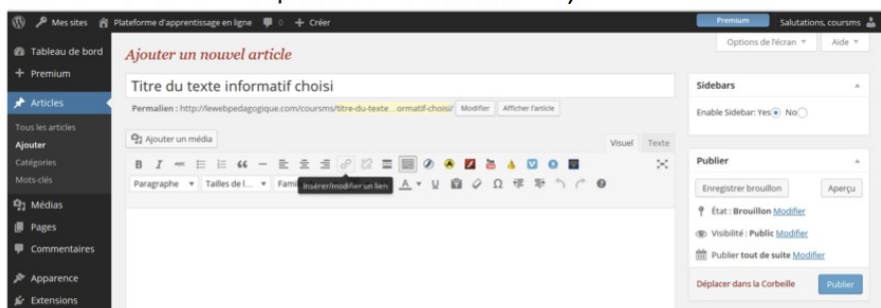 Mes sites Plateforme d'apprentissage en ligne 0 + Créer Premium Salutations, coursms
Tableau de bord
+ Premium
Articles
Tous les articles
Ajouter
Catégories
Mots-clés
Médias
Pages
Commentaires
Apparence
Extensions
Options de l'écran Aide
Ajouter un nouvel article
Titre du texte informatif choisi
Permalien : http://lewebpedagogique.com/coursms/titre-du-texte...ormatif-choisi/ Modifier Afficher l'article
Ajouter un média Visuel Texte
B I ABC
Paragraphe Tailles de l... Famil A U Ω
Insérer/modifier un lien
Sidebars
Enable Sidebar: Yes No
Publier
Enregistrer brouillon Aperçu
État : Brouillon Modifier
Visibilité : Public Modifier
Publier tout de suite Modifier
Déplacer dans la Corbeille Publier